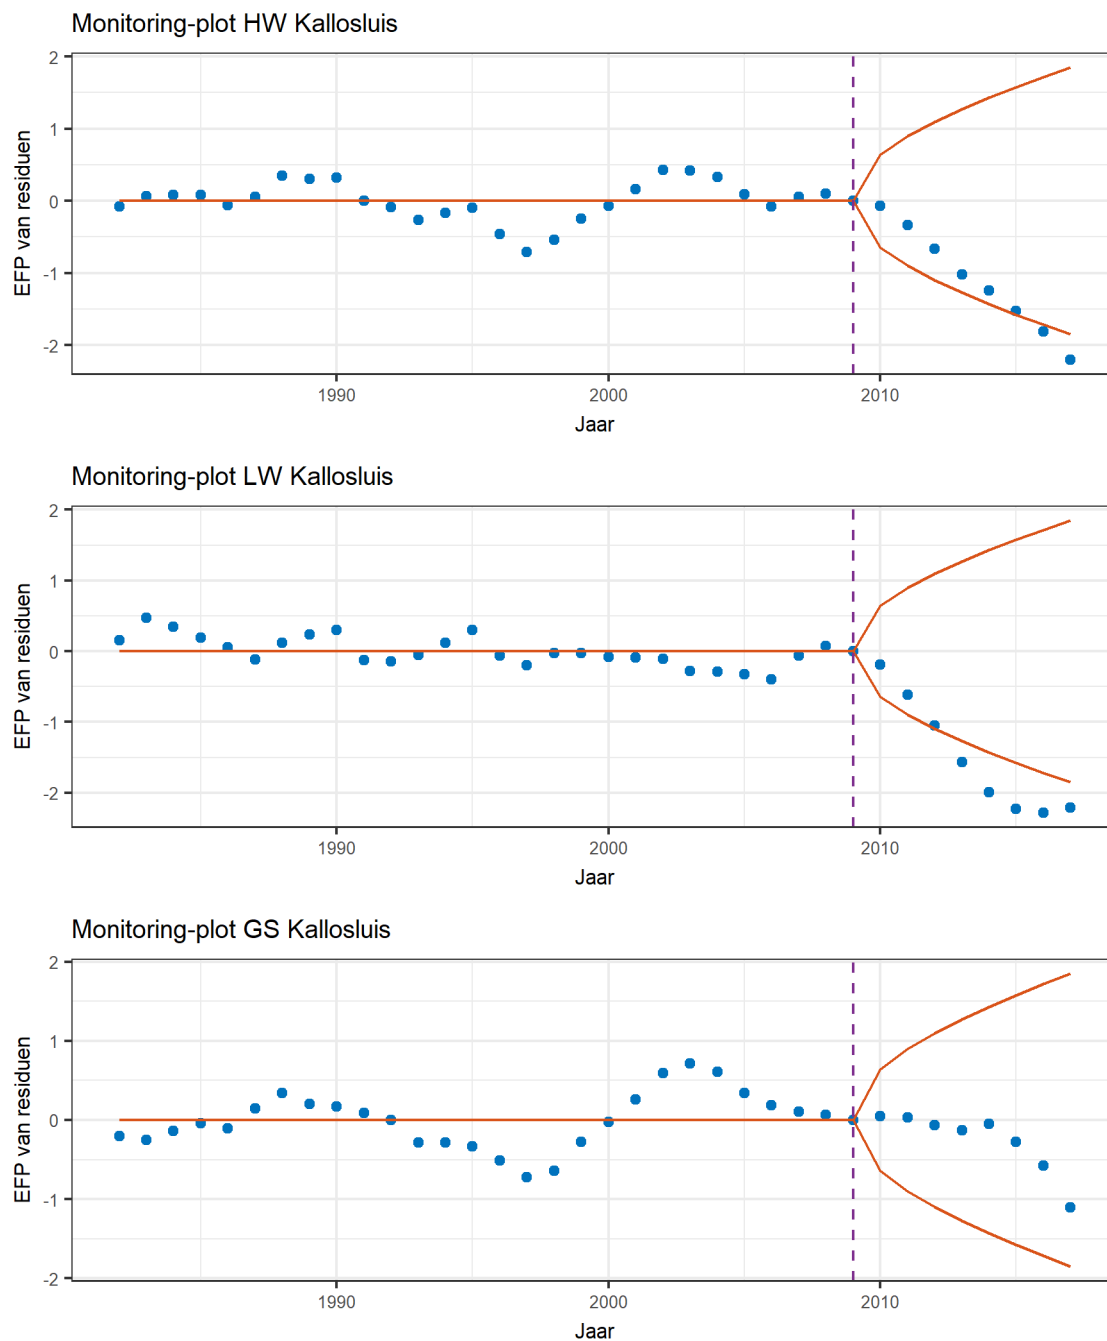 Monitoring-plot HW Kallosluis
2
1
0
-1
-2
EFP van residuen
1990 2000 2010
Jaar
Monitoring-plot LW Kallosluis
2
1
0
-1
-2
EFP van residuen
1990 2000 2010
Jaar
Monitoring-plot GS Kallosluis
2
1
0
-1
-2
EFP van residuen
1990 2000 2010
Jaar